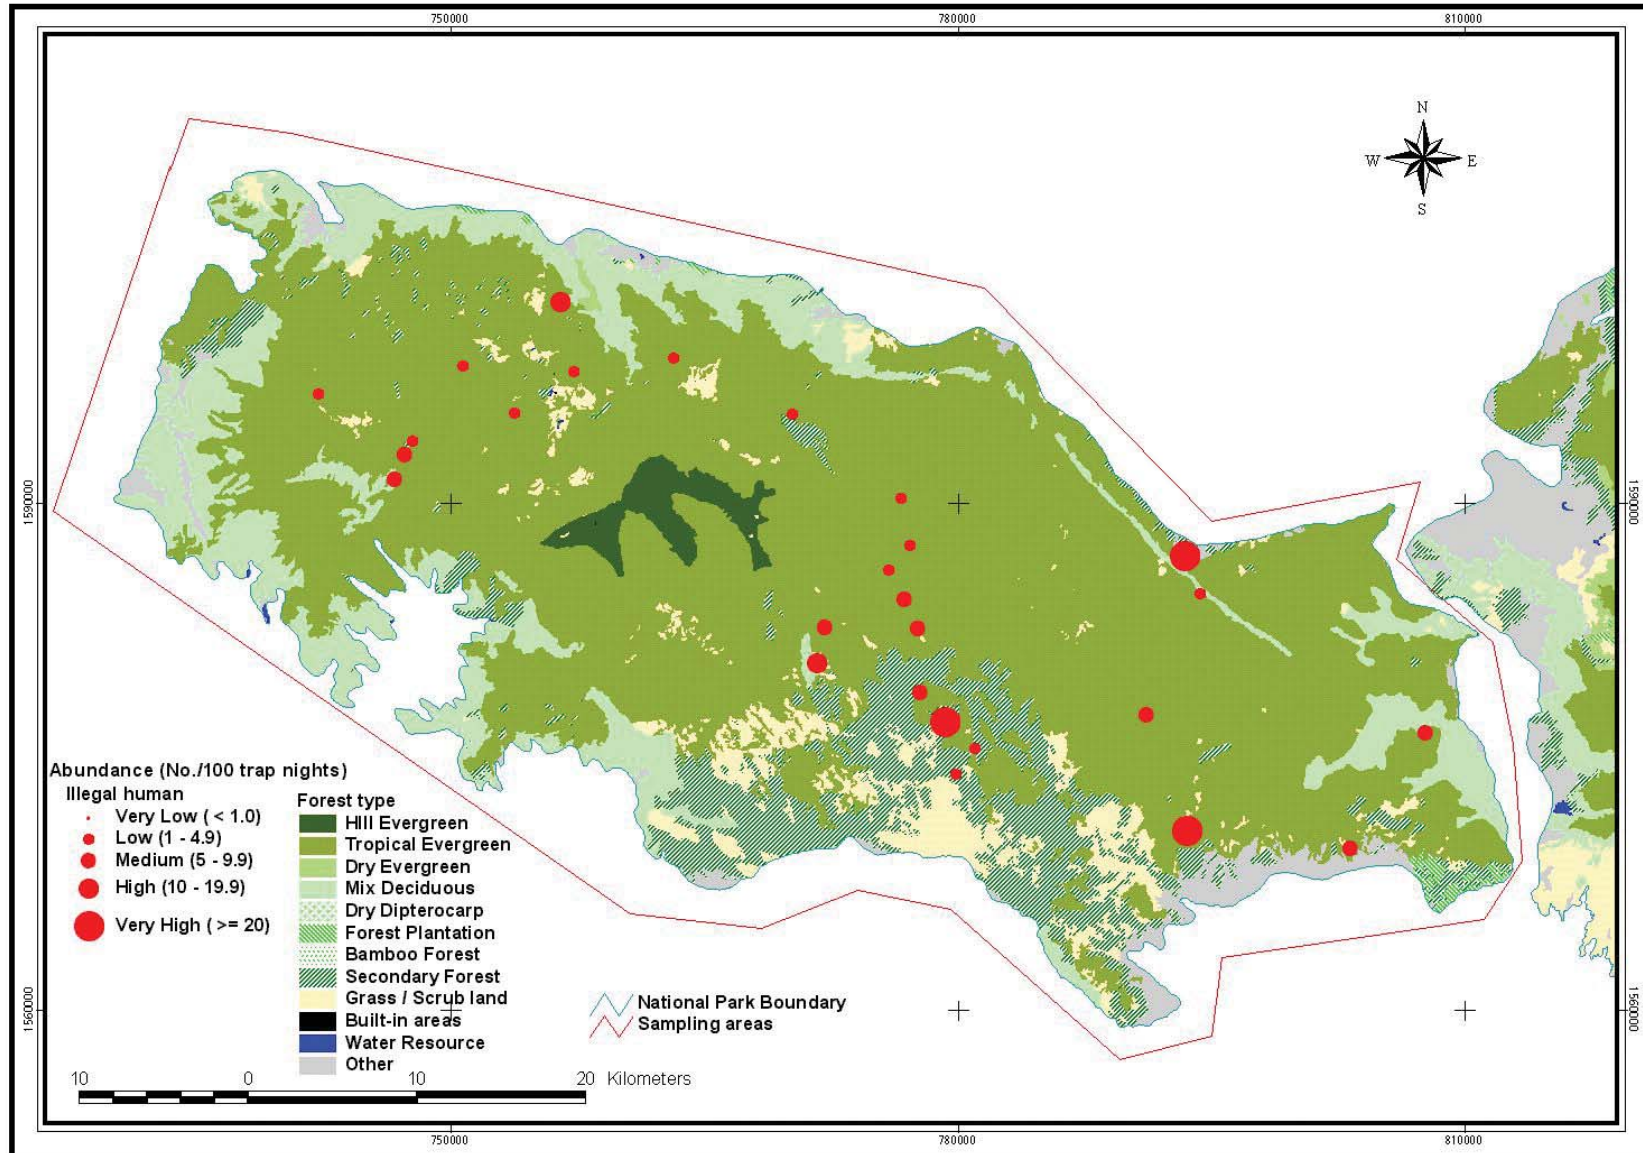 750000 780000 810000
N
W E
S
1590000 1590000
Abundance (No./100 trap nights)
Illegal human
Very Low ( < 1.0)
Low (1 - 4.9)
Medium (5 - 9.9)
High (10 - 19.9)
Very High ( >= 20)
Forest type
Hill Evergreen
Tropical Evergreen
Dry Evergreen
Mix Deciduous
Dry Dipterocarp
Forest Plantation
Bamboo Forest
Secondary Forest
Grass / Scrub land
Built-in areas
Water Resource
Other
National Park Boundary
Sampling areas
1560000 1560000
10 0 10 20 Kilometers
750000 780000 810000